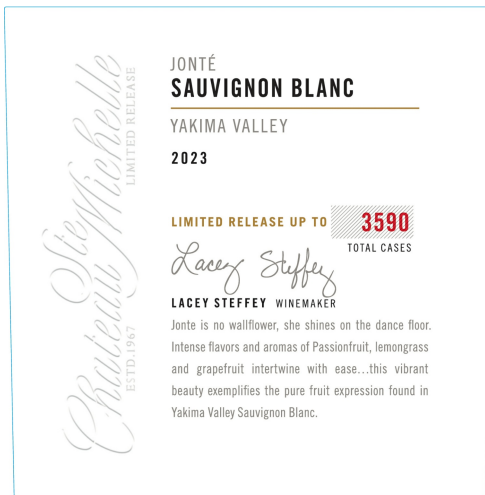 Chateau Ste Michelle
LIMITED RELEASE
ESTD.1967
JONTÉ
SAUVIGNON BLANC
YAKIMA VALLEY
2023
LIMITED RELEASE UP TO 3590
TOTAL CASES
Lacey Steffey
LACEY STEFFEY WINEMAKER
Jonte is no wallflower, she shines on the dance floor.
Intense flavors and aromas of Passionfruit, lemongrass
and grapefruit intertwine with ease...this vibrant
beauty exemplifies the pure fruit expression found in
Yakima Valley Sauvignon Blanc.